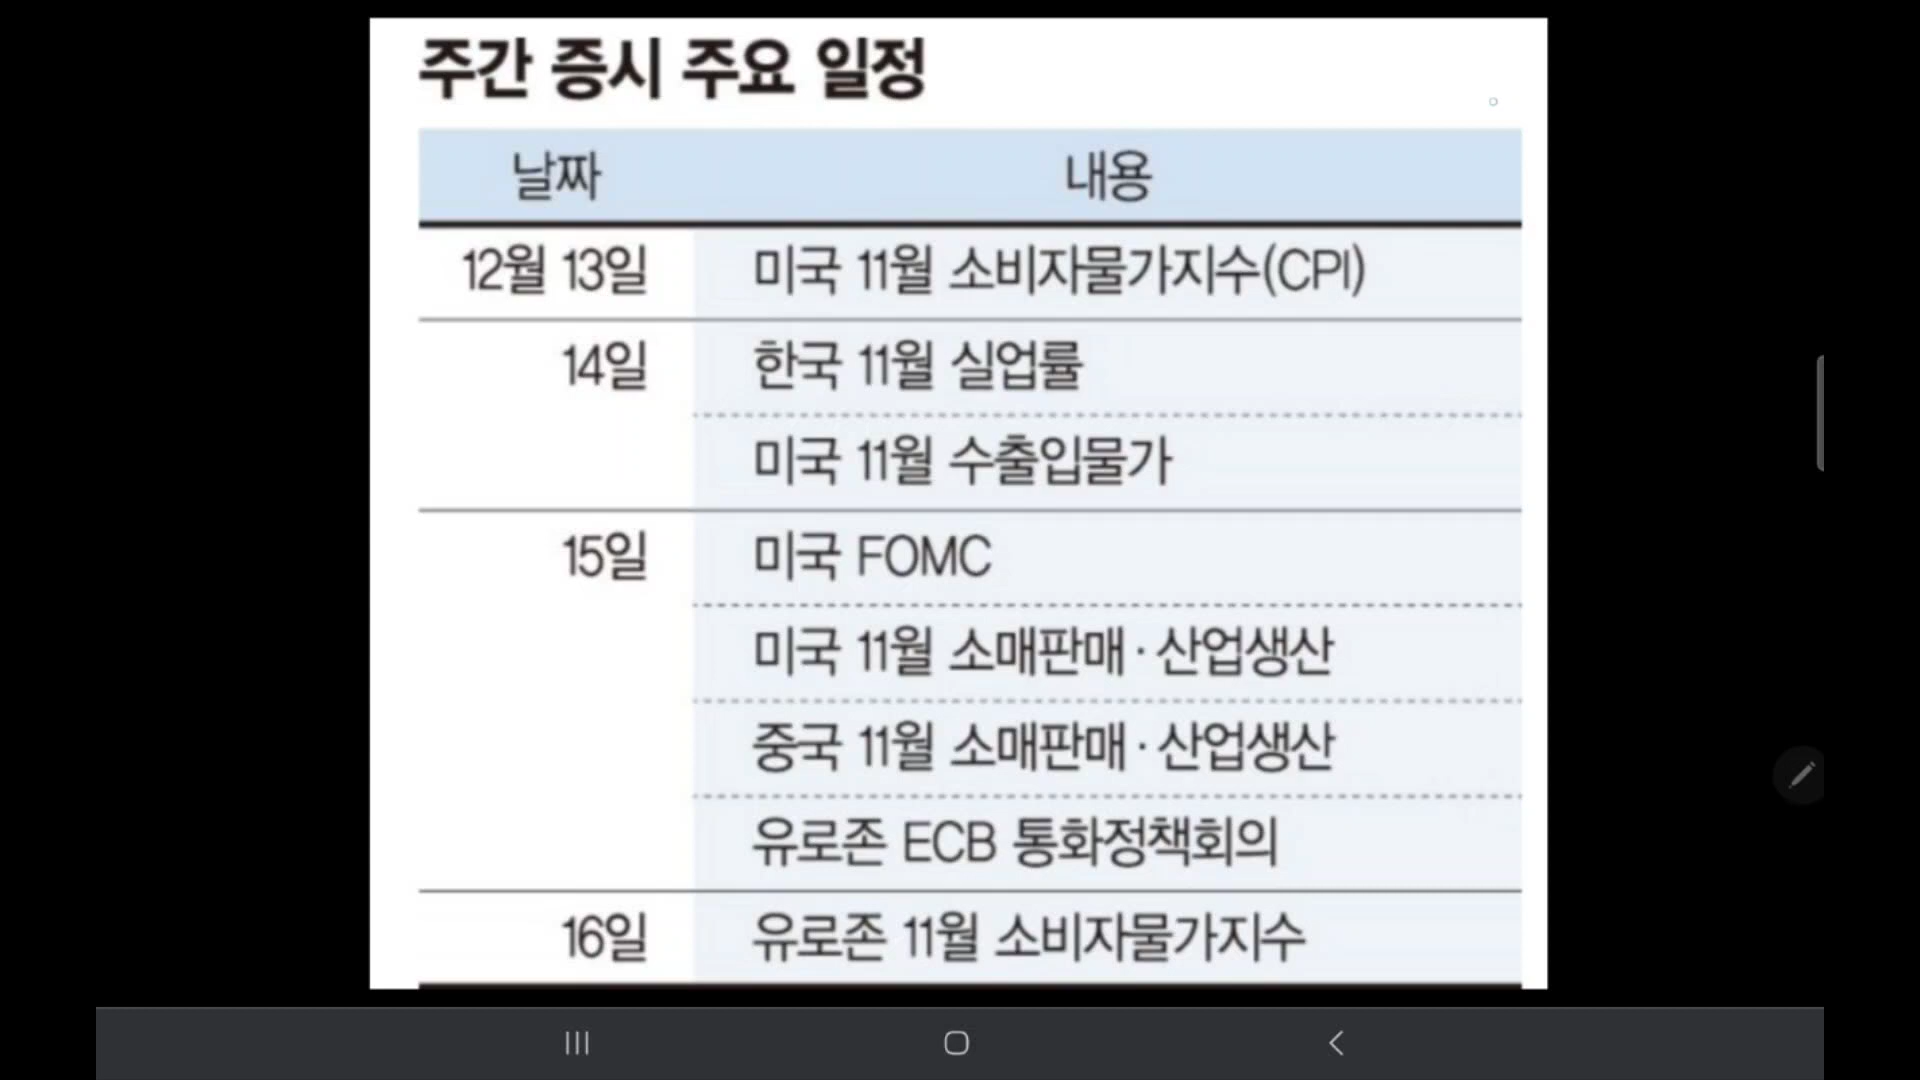 주간 증시 주요 일정
날짜 내용
12월 13일 미국 11월 소비자물가지수(CPI)
14일 한국 11월 실업률
미국 11월 수출입물가
15일 미국 FOMC
미국 11월 소매판매·산업생산
중국 11월 소매판매·산업생산
유로존 ECB 통화정책회의
16일 유로존 11월 소비자물가지수